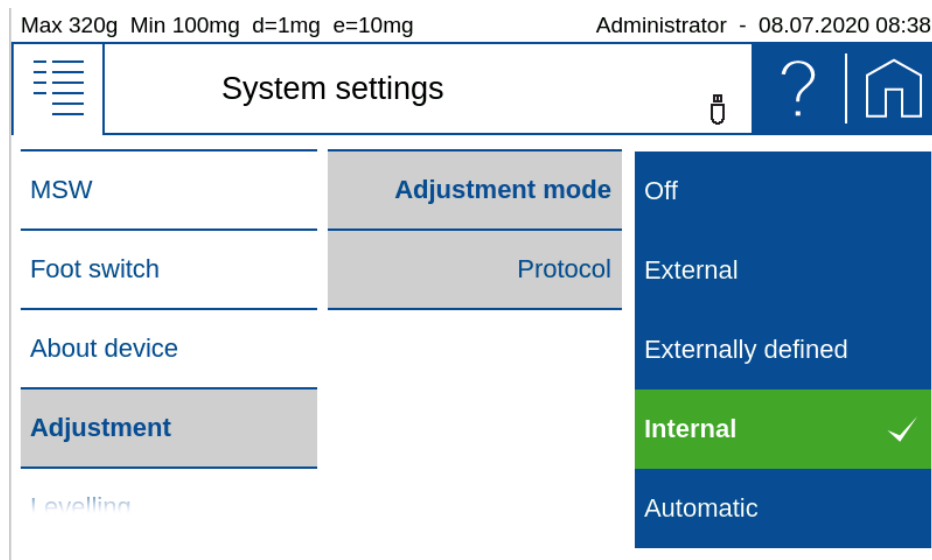 Max 320g Min 100mg d=1mg e=10mg Administrator - 08.07.2020 08:38
System settings ?
MSW
Foot switch
About device
Adjustment
Levelling
Adjustment mode
Protocol
Off
External
Externally defined
Internal
Automatic